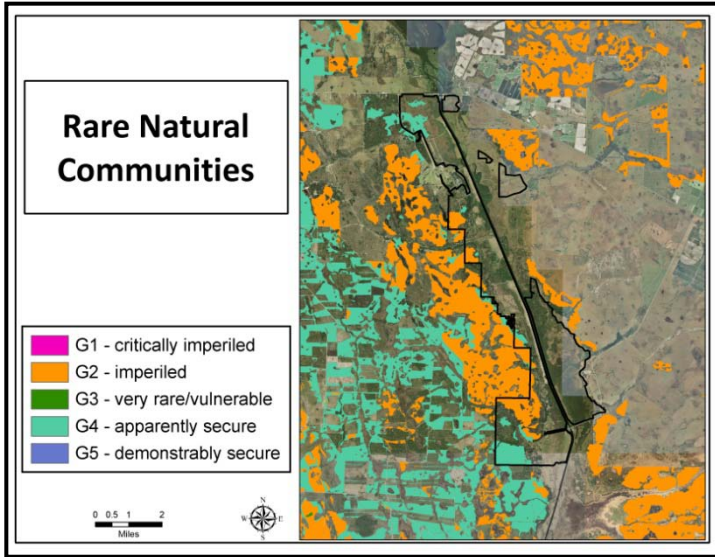 Rare Natural
Communities
G1 - critically imperiled
G2 - imperiled
G3 - very rare/vulnerable
G4 - apparently secure
G5 - demonstrably secure
0 0.5 1 2
Miles
N
W E
S